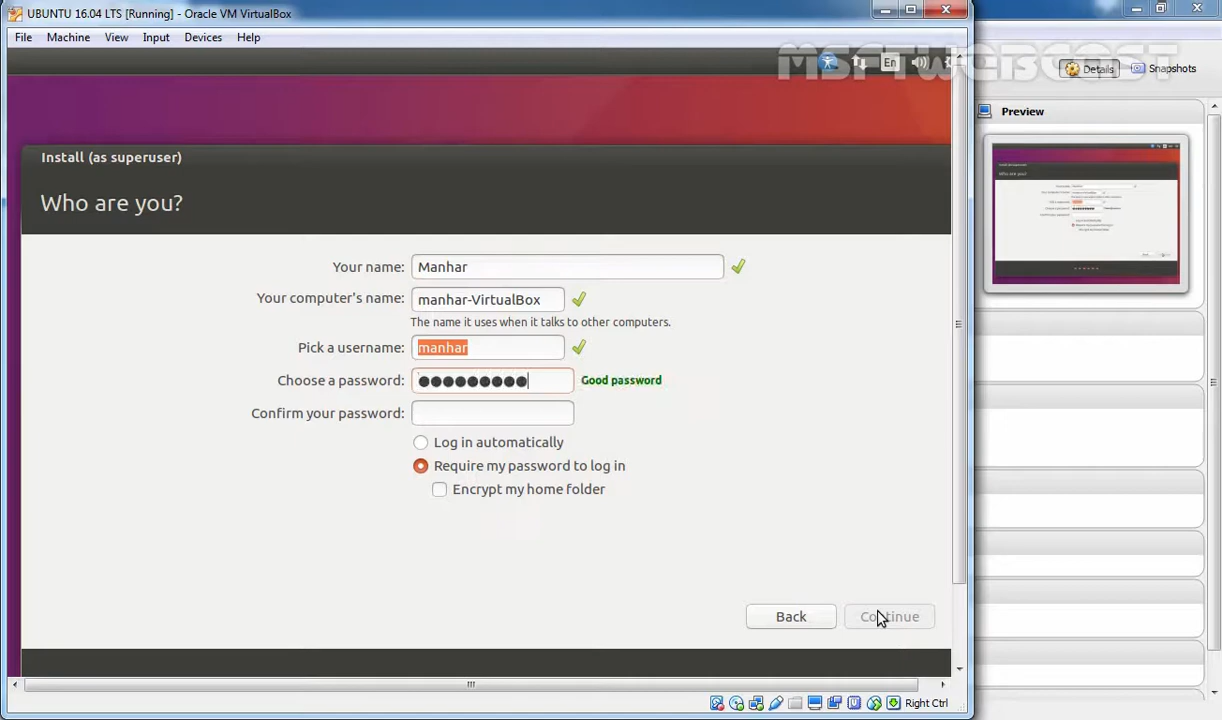 UBUNTU 16.04 LTS [Running] - Oracle VM VirtualBox
File Machine View Input Devices Help
MSFTWEBCAST
En
Details Snapshots
Preview
Install (as superuser)
Who are you?
Your name: Manhar
Your computer's name: manhar-VirtualBox
The name it uses when it talks to other computers.
Pick a username: manhar
Choose a password: ●●●●●●●●● Good password
Confirm your password:
Log in automatically
Require my password to log in
Encrypt my home folder
Back Continue
Right Ctrl